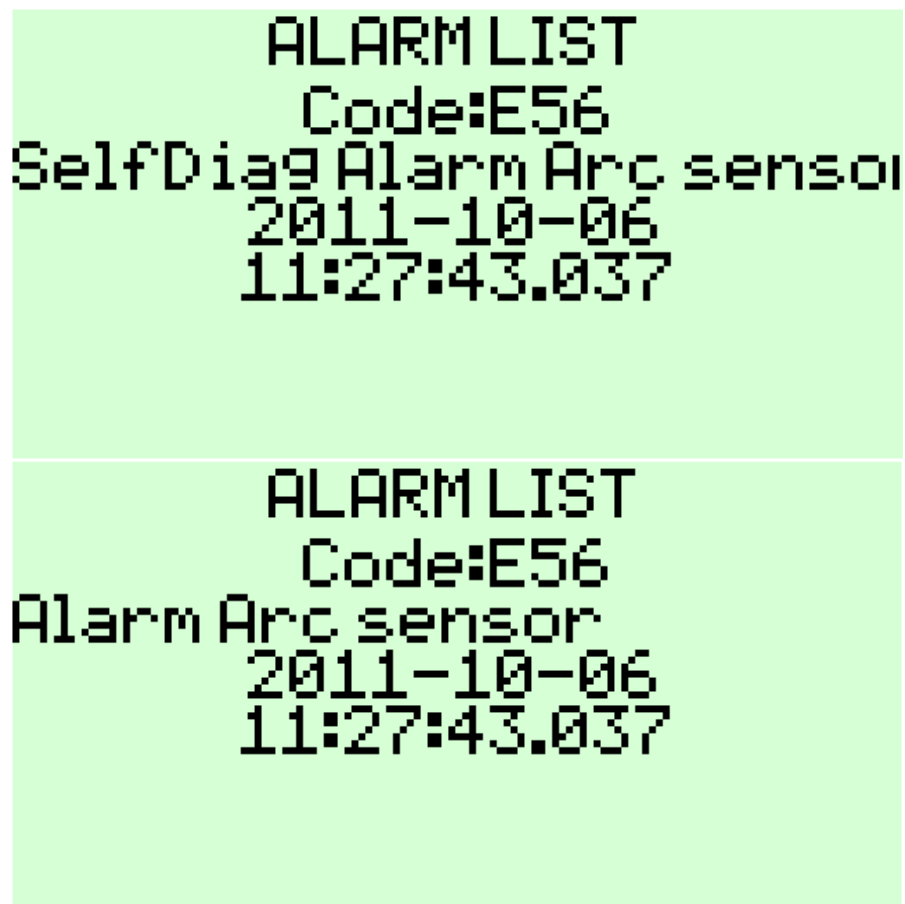 ALARM LIST
Code:E56
SelfDiag Alarm Arc sensor
2011-10-06
11:27:43.037
ALARM LIST
Code:E56
Alarm Arc sensor
2011-10-06
11:27:43.037